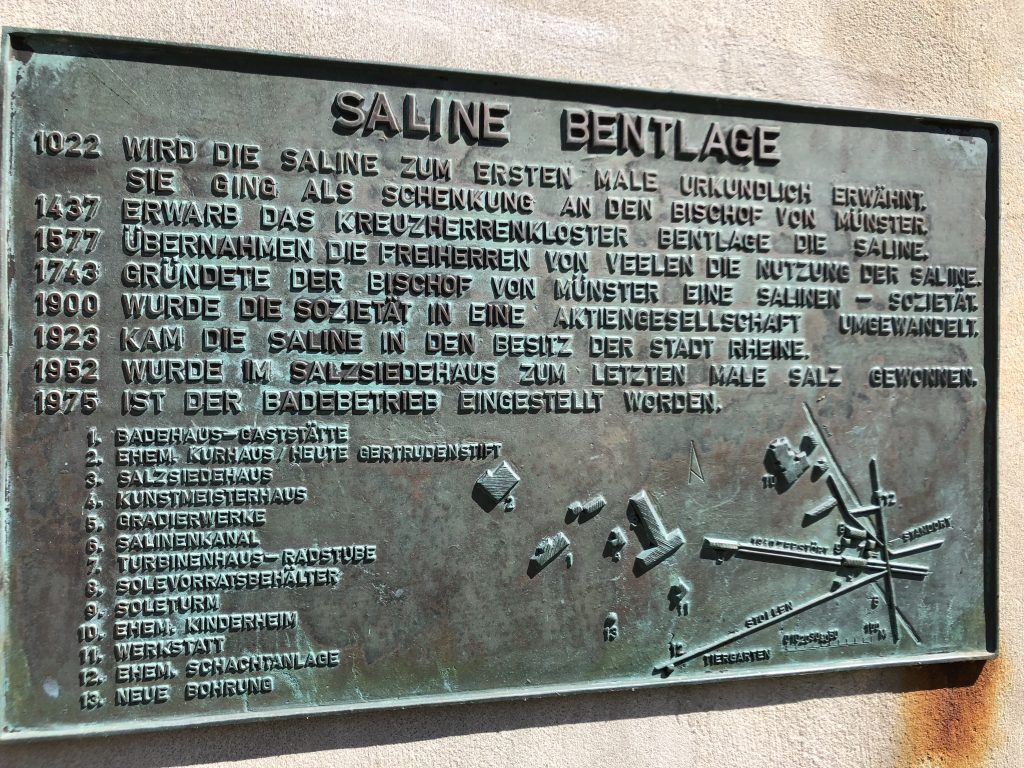 SALINE BENTLAGE
1022 WIRD DIE SALINE ZUM ERSTEN MALE URKUNDLICH ERWÄHNT.
SIE GING ALS SCHENKUNG AN DEN BISCHOF VON MÜNSTER.
1437 ERWARB DAS KREUZHERRENKLOSTER BENTLAGE DIE SALINE.
1577 ÜBERNAHMEN DIE FREIHERREN VON VEELEN DIE NUTZUNG DER SALINE.
1743 GRÜNDETE DER BISCHOF VON MÜNSTER EINE SALINEN – SOZIETÄT.
1900 WURDE DIE SOZIETÄT IN EINE AKTIENGESELLSCHAFT UMGEWANDELT.
1923 KAM DIE SALINE IN DEN BESITZ DER STADT RHEINE.
1952 WURDE IM SALZSIEDEHAUS ZUM LETZTEN MALE SALZ GEWONNEN.
1975 IST DER BADEBETRIEB EINGESTELLT WORDEN.
1. BADEHAUS-GASTSTÄTTE
2. EHEM. KURHAUS/HEUTE GERTRUDENSTIFT
3. SALZSIEDEHAUS
4. KUNSTMEISTERHAUS
5. GRADIERWERKE
6. SALINENKANAL
7. TURBINENHAUS-RADSTUBE
8. SOLEVORRATSBEHÄLTER
9. SOLETURM
10. EHEM. KINDERHEIM
11. WERKSTATT
12. EHEM. SCHACHTANLAGE
13. NEUE BOHRUNG
2
10
12
STANDORT
11
STOLLEN
13
12
TIERGARTEN